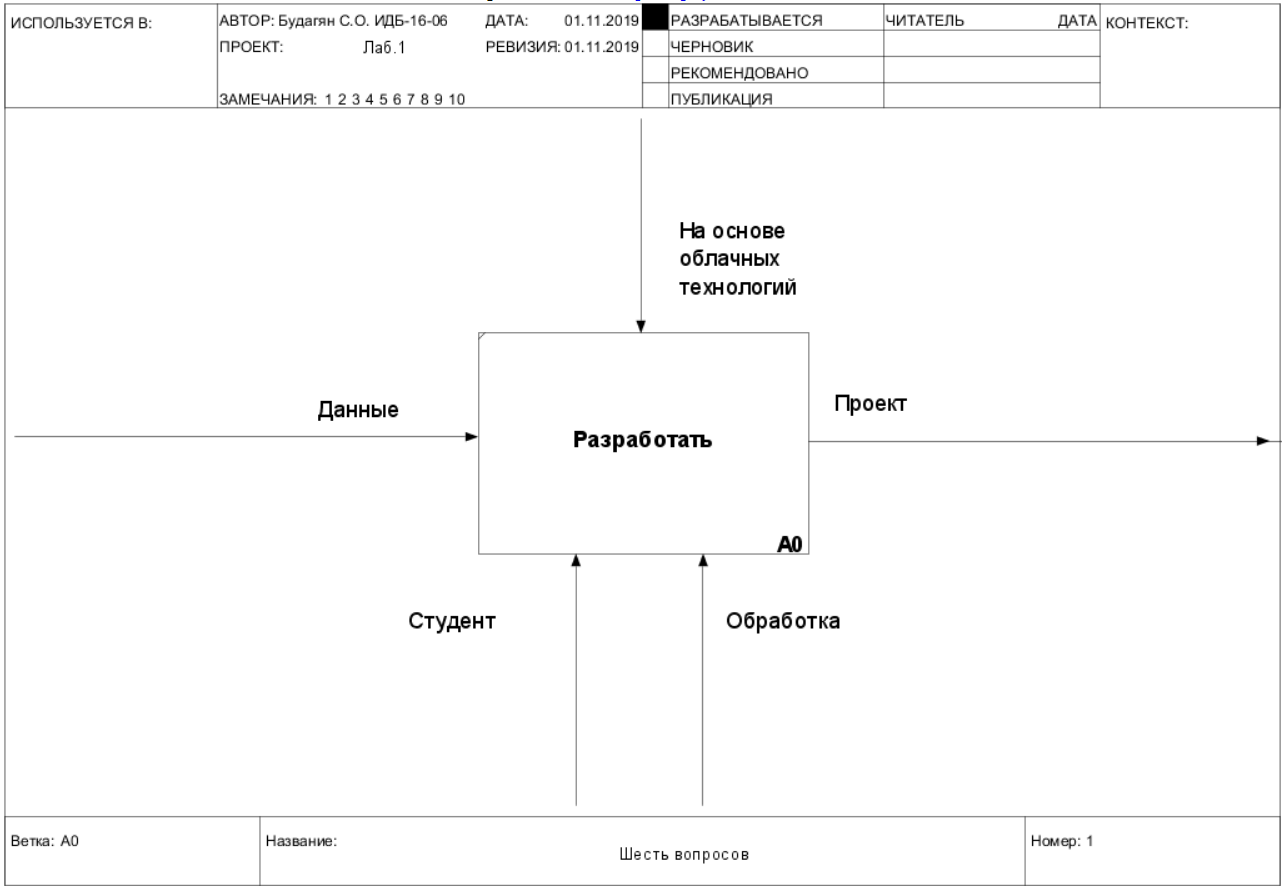 ИСПОЛЬЗУЕТСЯ В:
АВТОР: Будагян С.О. ИДБ-16-06
ДАТА: 01.11.2019
ПРОЕКТ: Лаб.1
РЕВИЗИЯ: 01.11.2019
ЗАМЕЧАНИЯ: 1 2 3 4 5 6 7 8 9 10
РАЗРАБАТЫВАЕТСЯ
ЧЕРНОВИК
РЕКОМЕНДОВАНО
ПУБЛИКАЦИЯ
ЧИТАТЕЛЬ
ДАТА
КОНТЕКСТ:
На основе
облачных
технологий
Данные
Проект
Разработать
A0
Студент
Обработка
Ветка: A0
Название:
Шесть вопросов
Номер: 1